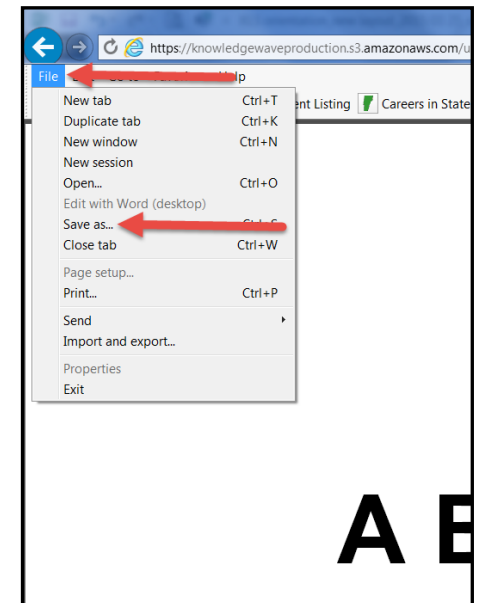 https://knowledgewaveproduction.s3.amazonaws.com/u
File
ent Listing Careers in State
New tab Ctrl+T
Duplicate tab Ctrl+K
New window Ctrl+N
New session
Open... Ctrl+O
Edit with Word (desktop)
Save as...
Close tab Ctrl+W
Page setup...
Print... Ctrl+P
Send
Import and export...
Properties
Exit
A E